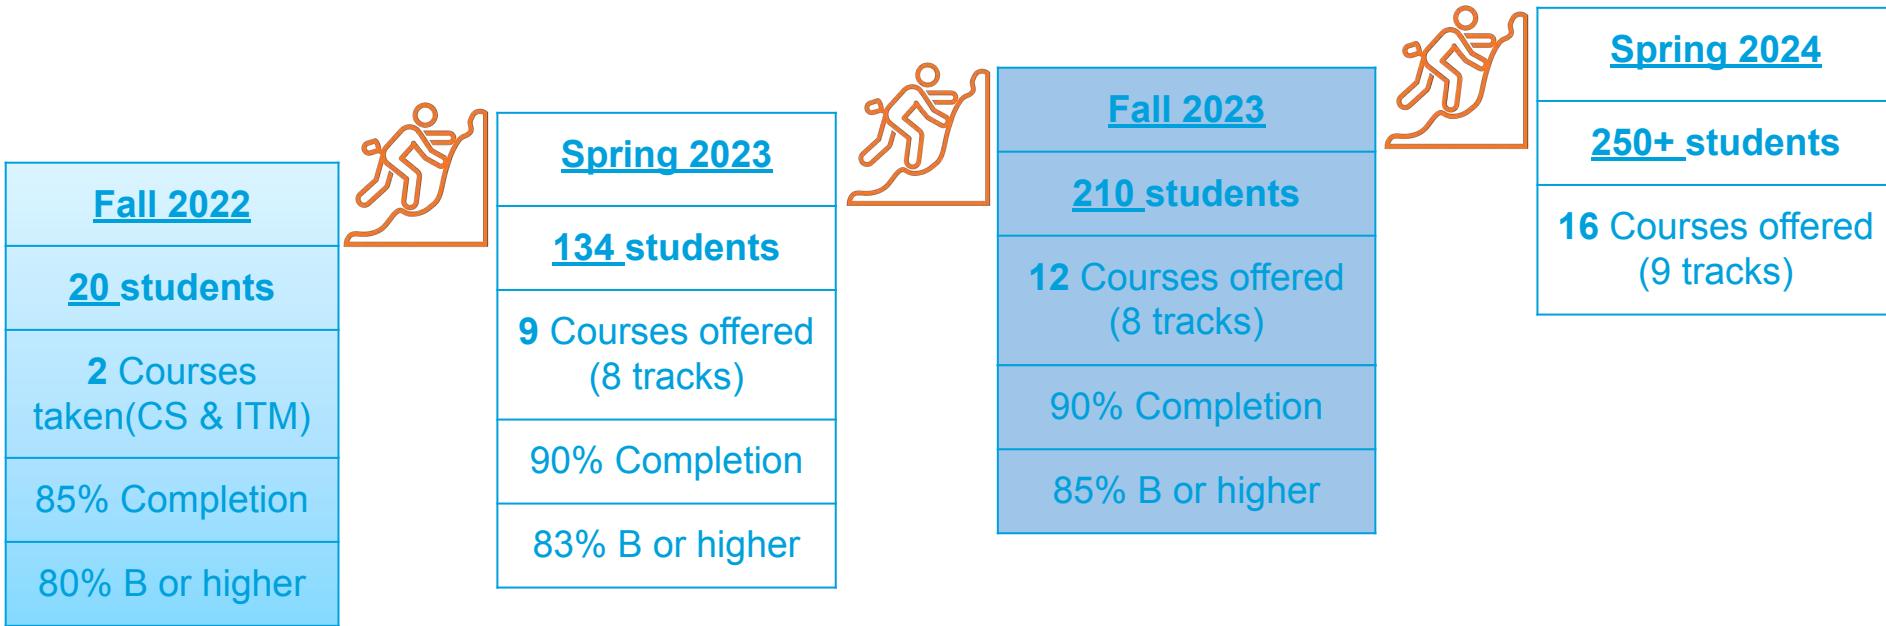 Fall 2022
20 students
2 Courses
taken(CS & ITM)
85% Completion
80% B or higher
Spring 2023
134 students
9 Courses offered
(8 tracks)
90% Completion
83% B or higher
Fall 2023
210 students
12 Courses offered
(8 tracks)
90% Completion
85% B or higher
Spring 2024
250+ students
16 Courses offered
(9 tracks)